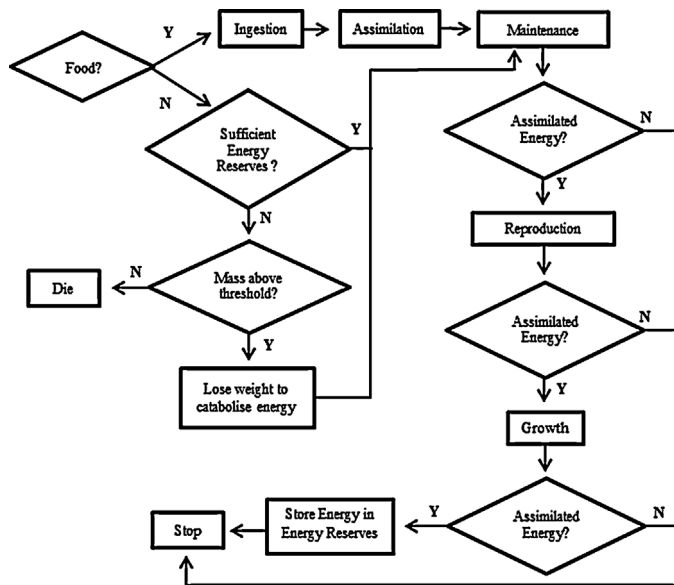 Food?
Y
Ingestion
Assimilation
Maintenance
N
Sufficient
Energy
Reserves ?
Y
Assimilated
Energy?
N
Y
N
Reproduction
Mass above
threshold?
N
Die
Y
Assimilated
Energy?
N
Y
Lose weight to
catabolise energy
Growth
Assimilated
Energy?
N
Y
Store Energy in
Energy Reserves
Stop